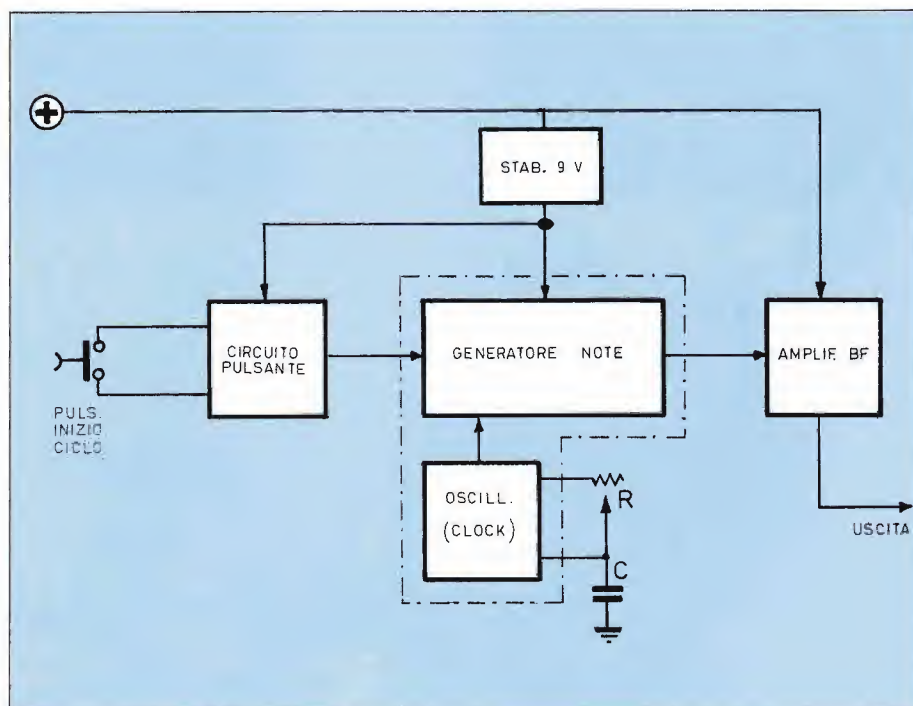 +
STAB. 9 V
CIRCUITO
PULSANTE
GENERATORE NOTE
AMPLIF. BF
PULS.
INIZIO
CICLO
OSCILL.
(CLOCK)
R
C
USCITA